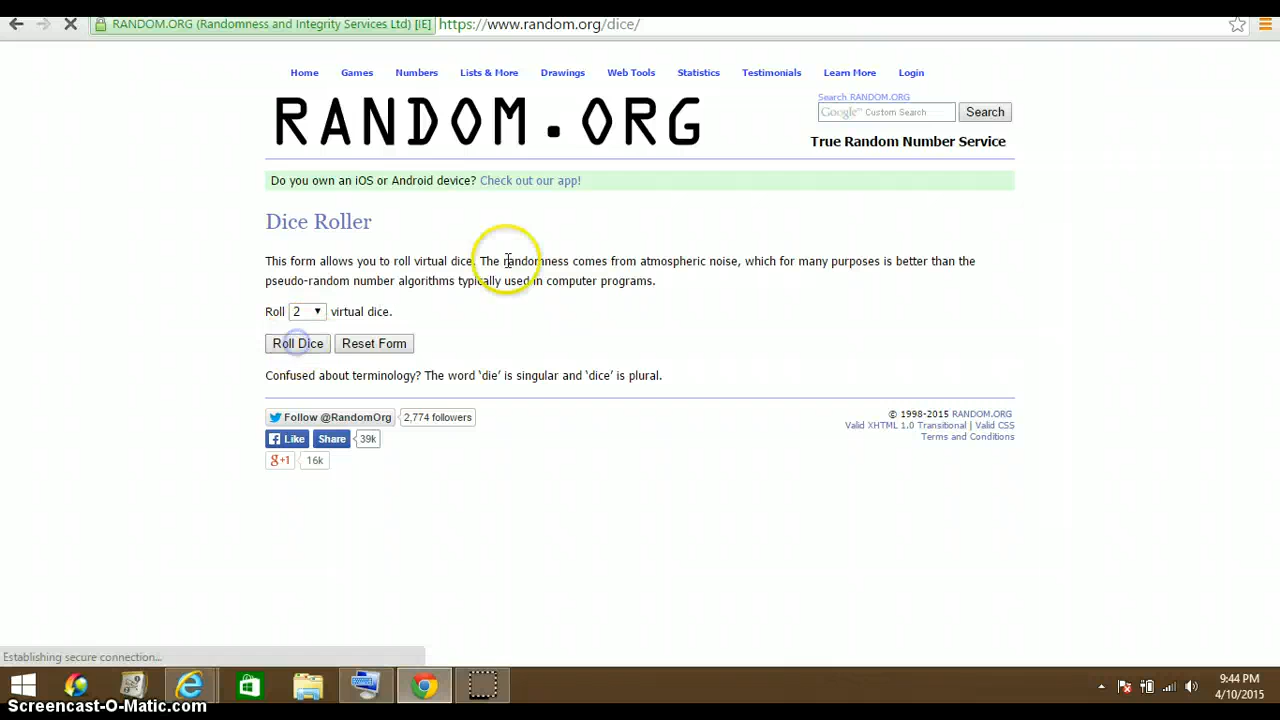 RANDOM.ORG (Randomness and Integrity Services Ltd) [IE] https://www.random.org/dice/
Home Games Numbers Lists & More Drawings Web Tools Statistics Testimonials Learn More Login
RANDOM.ORG
Search RANDOM.ORG
Google™ Custom Search Search
True Random Number Service
Do you own an iOS or Android device? Check out our app!
Dice Roller
This form allows you to roll virtual dice. The randomness comes from atmospheric noise, which for many purposes is better than the
pseudo-random number algorithms typically used in computer programs.
Roll 2 virtual dice.
Roll Dice Reset Form
Confused about terminology? The word ‘die’ is singular and ‘dice’ is plural.
Follow @RandomOrg 2,774 followers
Like Share 39k
g+1 16k
© 1998-2015 RANDOM.ORG
Valid XHTML 1.0 Transitional | Valid CSS
Terms and Conditions
Establishing secure connection...
9:44 PM
4/10/2015
Screencast-O-Matic.com